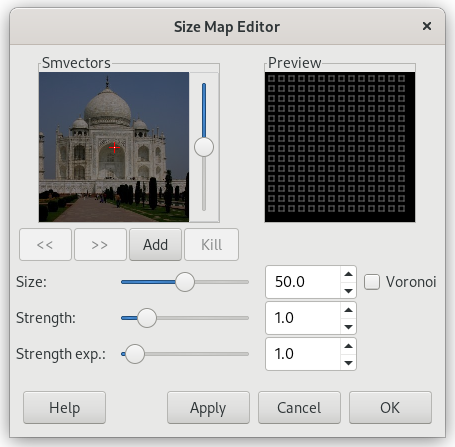 Size Map Editor
Smvectors
Preview
<<
>>
Add
Kill
Size:
50.0
Voronoi
Strength:
1.0
Strength exp.:
1.0
Help
Apply
Cancel
OK